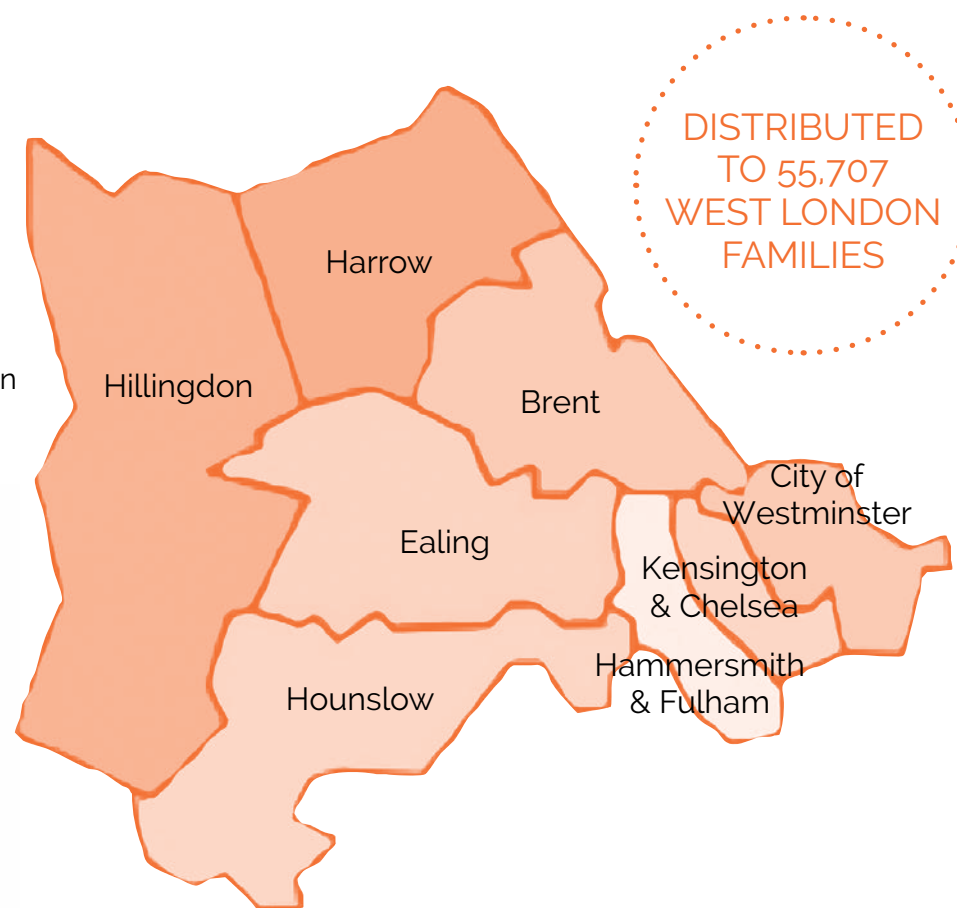 DISTRIBUTED
TO 55,707
WEST LONDON
FAMILIES
Harrow
n
Hillingdon
Brent
City of
Westminster
Ealing
Kensington
& Chelsea
Hammersmith
& Fulham
Hounslow